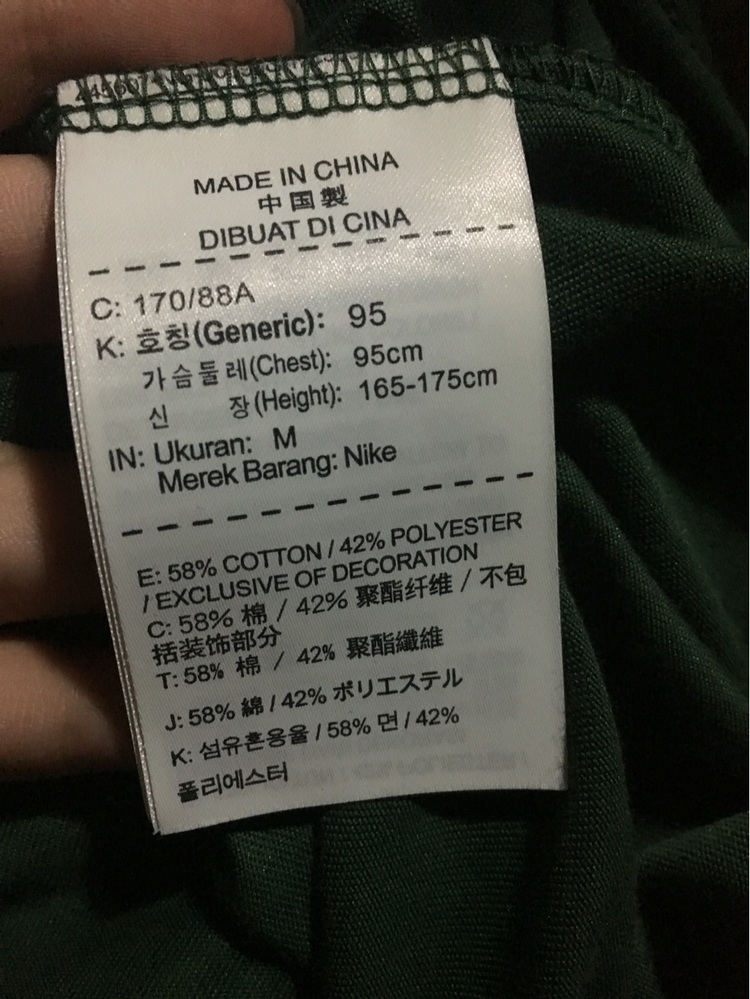 MADE IN CHINA
中国製
DIBUAT DI CINA
C: 170/88A
K: 호칭(Generic): 95
가슴둘레(Chest): 95cm
신 장(Height): 165-175cm
IN: Ukuran: M
Merek Barang: Nike
E: 58% COTTON / 42% POLYESTER
/ EXCLUSIVE OF DECORATION
C: 58% 棉 / 42% 聚酯纤维 / 不包
括装饰部分
T: 58% 棉 / 42% 聚酯纖維
J: 58% 綿 / 42% ポリエステル
K: 섬유혼용율 / 58% 면 / 42%
폴리에스터